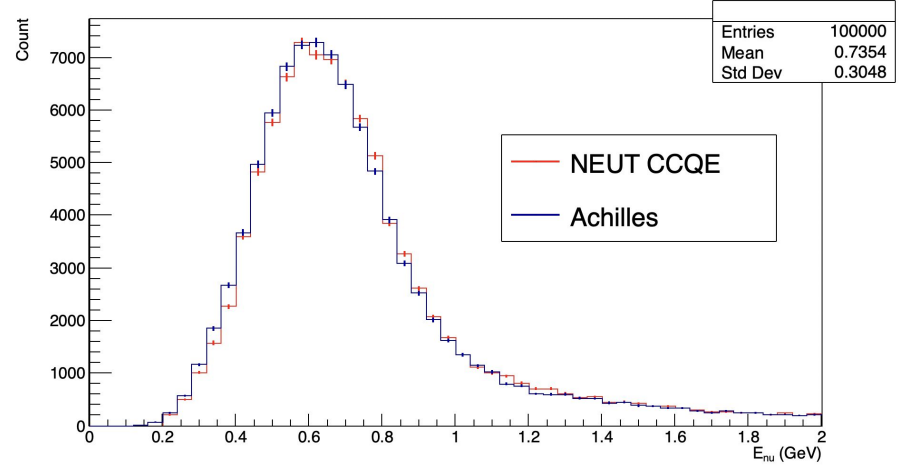 Count
Entries 100000
Mean 0.7354
Std Dev 0.3048
7000
6000
5000
4000
3000
2000
1000
0
NEUT CCQE
Achilles
0 0.2 0.4 0.6 0.8 1 1.2 1.4 1.6 1.8 2
E_nu (GeV)